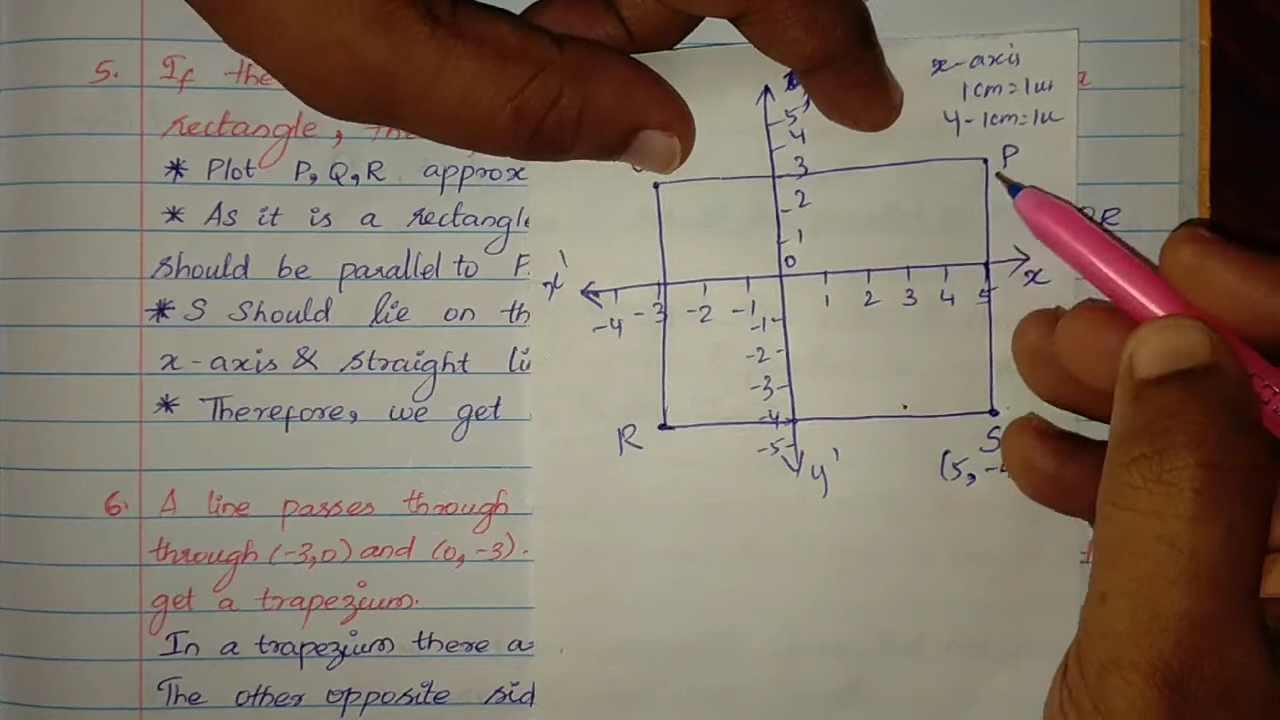 5. If the
rectangle,
* Plot P, Q, R approx
* As it is a rectangle
should be parallel to
* S should lie on th
x-axis & straight li
* Therefore, we get
6. A line passes through
through (-3,0) and (0, -3).
get a trapezium.
In a trapezium there a
The other opposite sid
x-axis
1cm = 1u
y - 1cm = 1u
5
4
P
3
2
1
0
x'
x
-4 -3 -2 -1 1 2 3 4 5
-1
-2
-3
-4
R
S
-5
y'
(5, -4